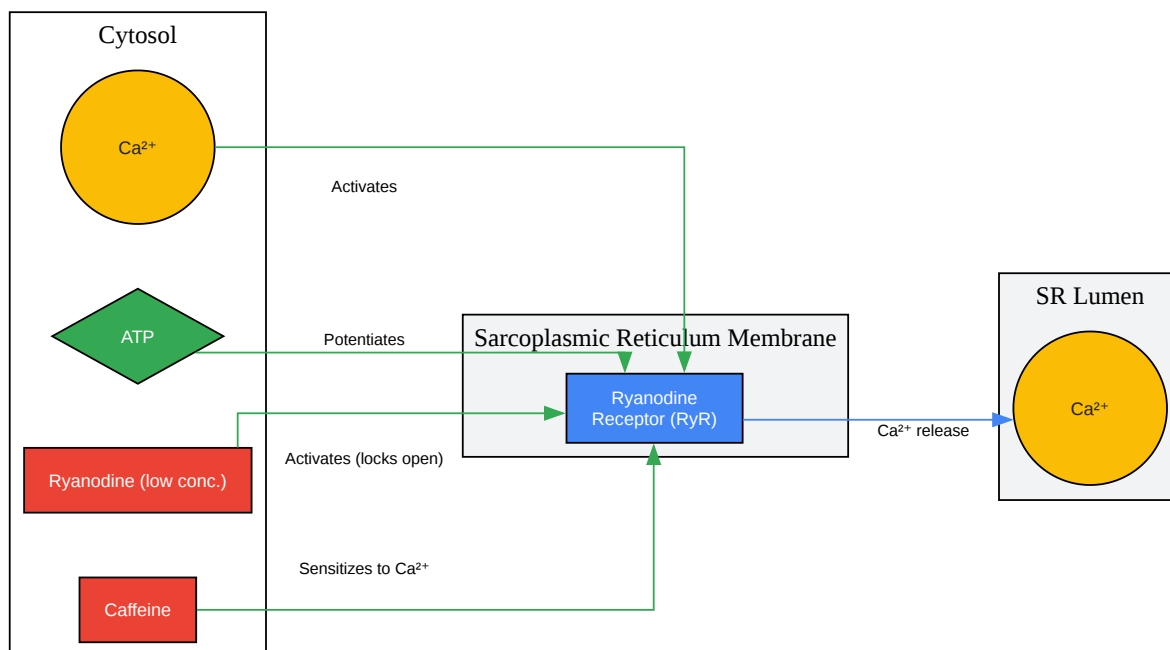 Cytosol
Ca²⁺
Activates
ATP
Potentiates
Ryanodine (low conc.)
Activates (locks open)
Caffeine
Sensitizes to Ca²⁺
Sarcoplasmic Reticulum Membrane
Ryanodine
Receptor (RyR)
Ca²⁺ release
SR Lumen
Ca²⁺